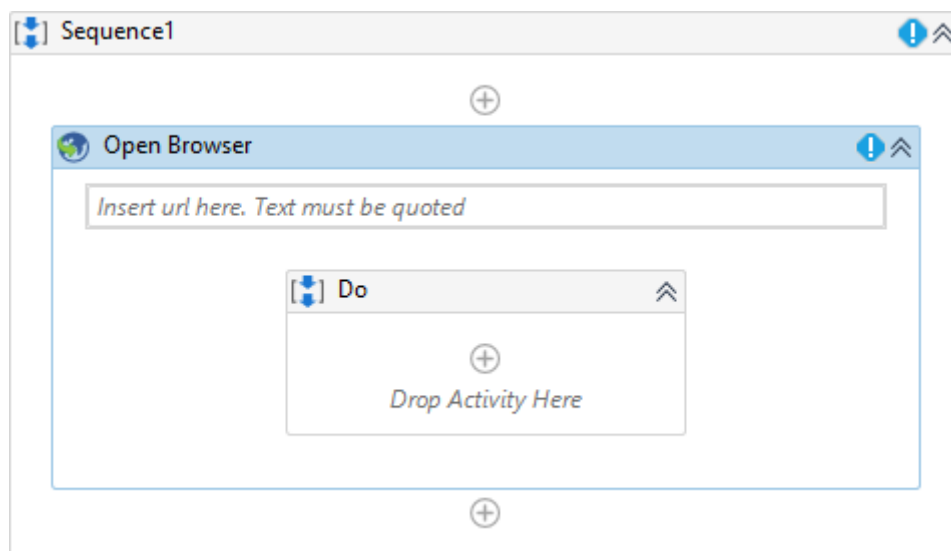 Sequence1
Open Browser
Insert url here. Text must be quoted
Do
Drop Activity Here